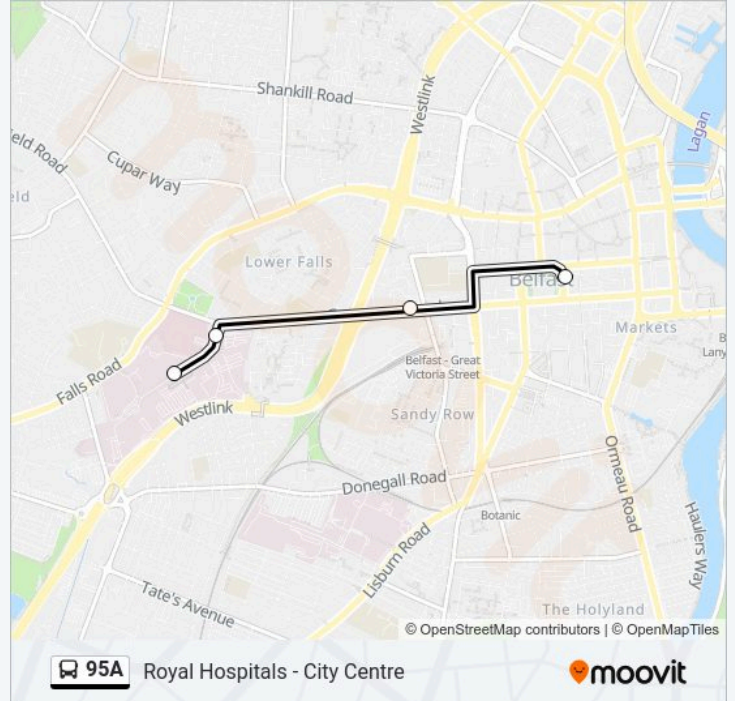 Shankill Road
Westlink
Lagan
ield Road
Cupar Way
eld
Lower Falls
Belfast
Markets
B
Lany
Belfast - Great
Victoria Street
Falls Road
Westlink
Sandy Row
Ormeau Road
Donegall Road
Haulers Way
Botanic
Lisburn Road
Tate's Avenue
The Holyland
© OpenStreetMap contributors | © OpenMapTiles
95A Royal Hospitals - City Centre
moovit